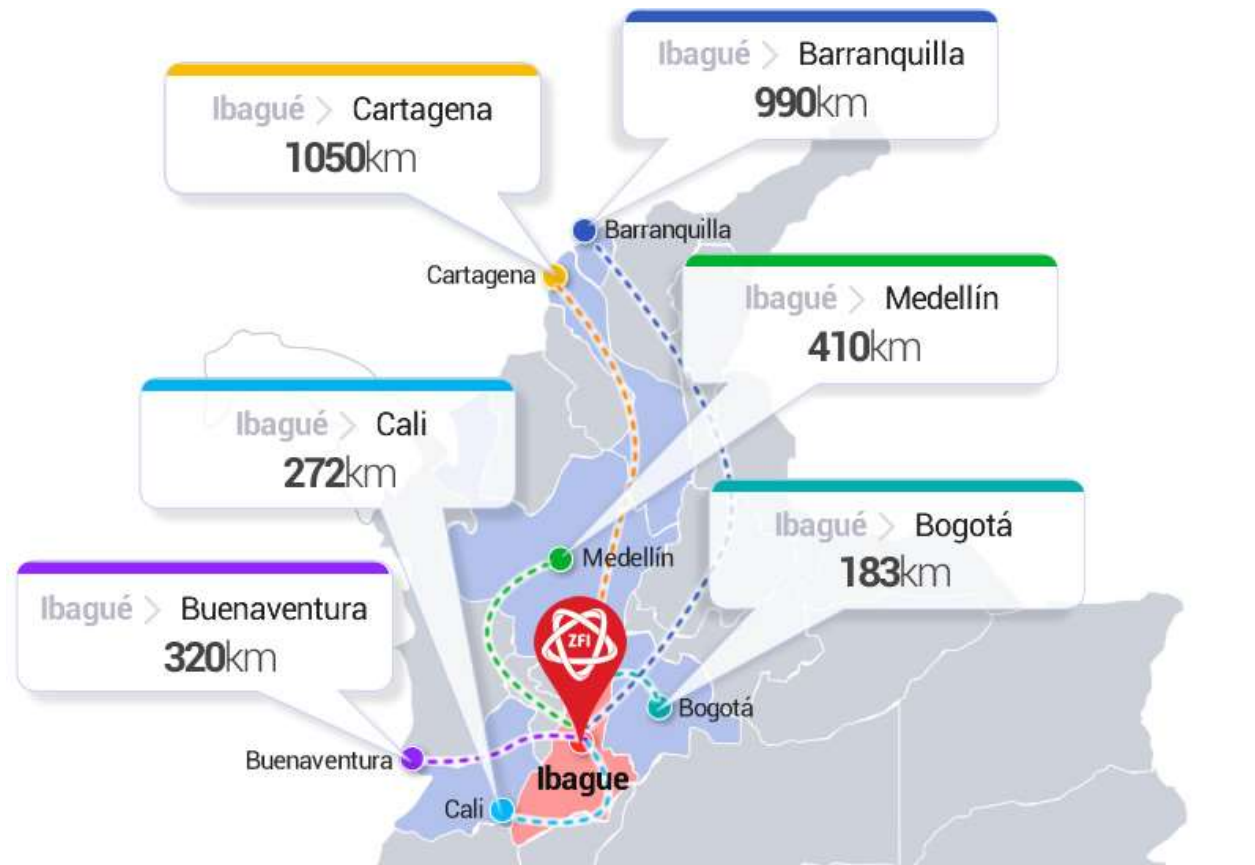 Ibagué > Barranquilla
990km
Ibagué > Cartagena
1050km
Barranquilla
Cartagena
Ibagué > Medellín
410km
Ibagué > Cali
272km
Ibagué > Bogotá
183km
Medellín
Ibagué > Buenaventura
320km
ZFI
Bogotá
Buenaventura
Ibague
Cali